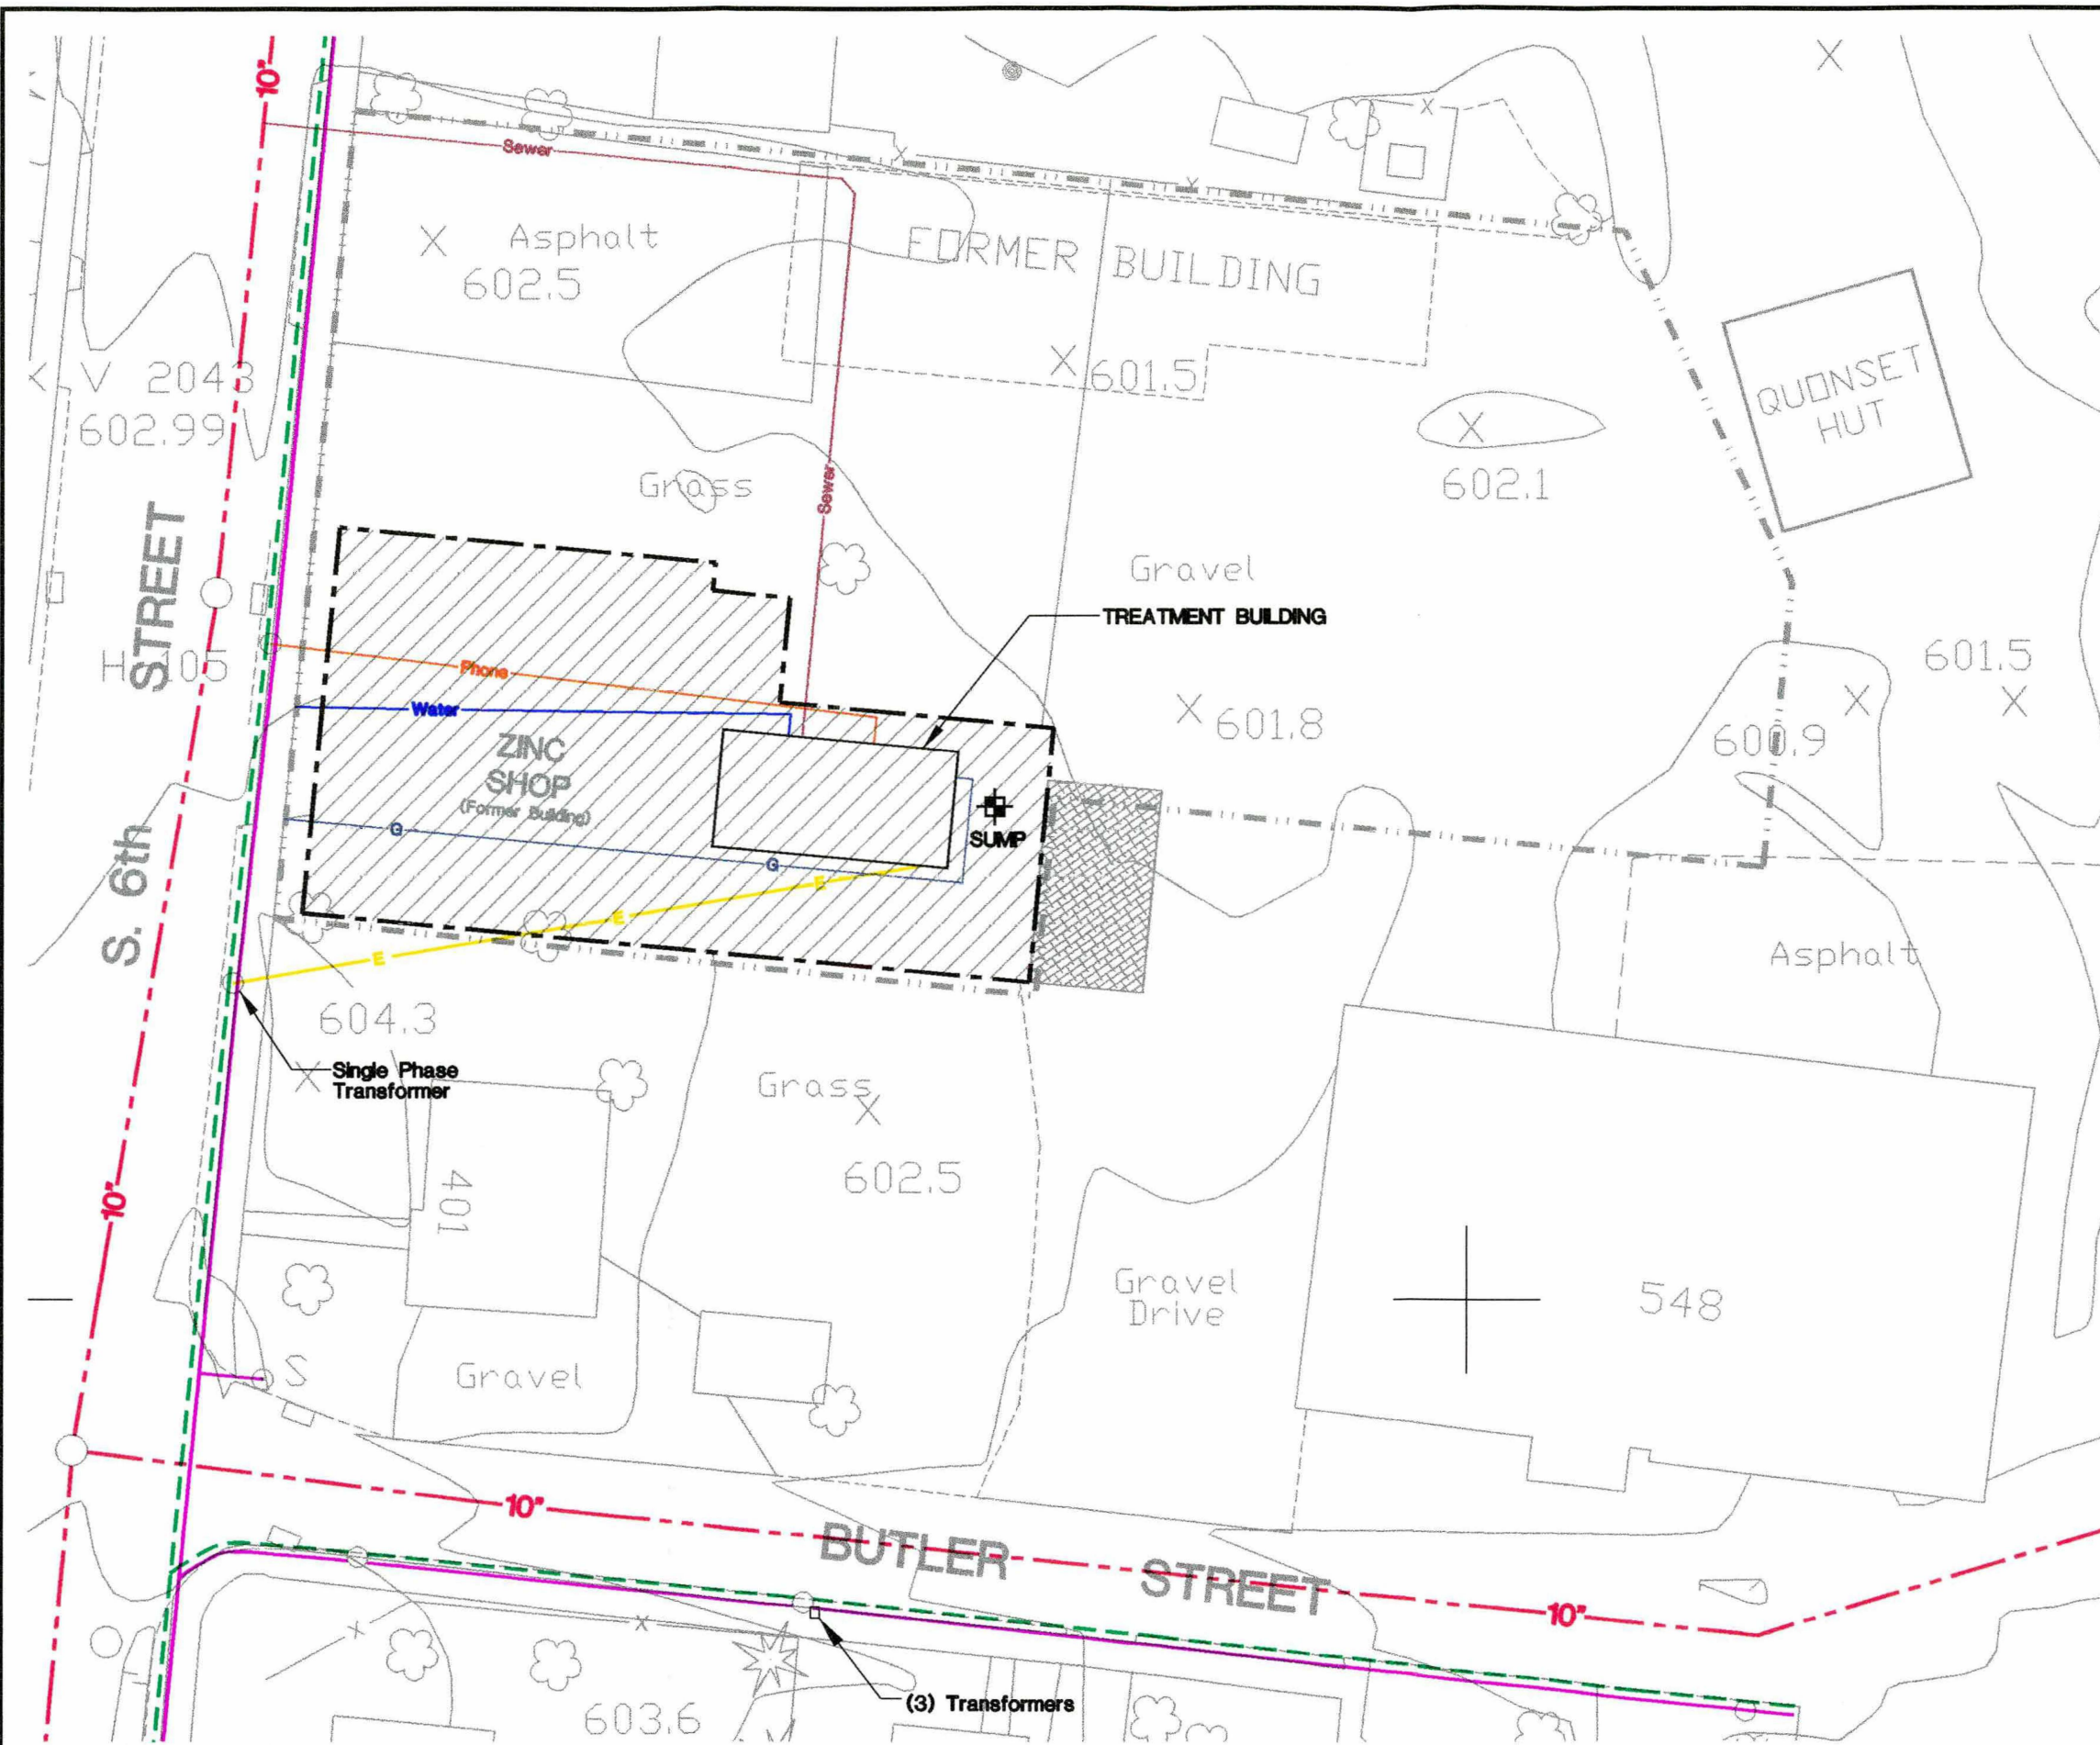 10"
Sewer
X Asphalt
602.5
FORMER BUILDING
X 601.5
QUONSET
HUT
V 2043
602.99
Grass
Sewer
X
602.1
STREET
Gravel
TREATMENT BUILDING
Phone
Water
X 601.8
601.5
X
600.9
X
ZINC
SHOP
(Former Building)
SUMP
G
G
E
E
E
S. 6th
Asphalt
604.3
X
Single Phase
Transformer
Grass
X
602.5
401
10"
Gravel
Drive
548
Gravel
S
10"
BUTLER STREET
10"
(3) Transformers
603.6